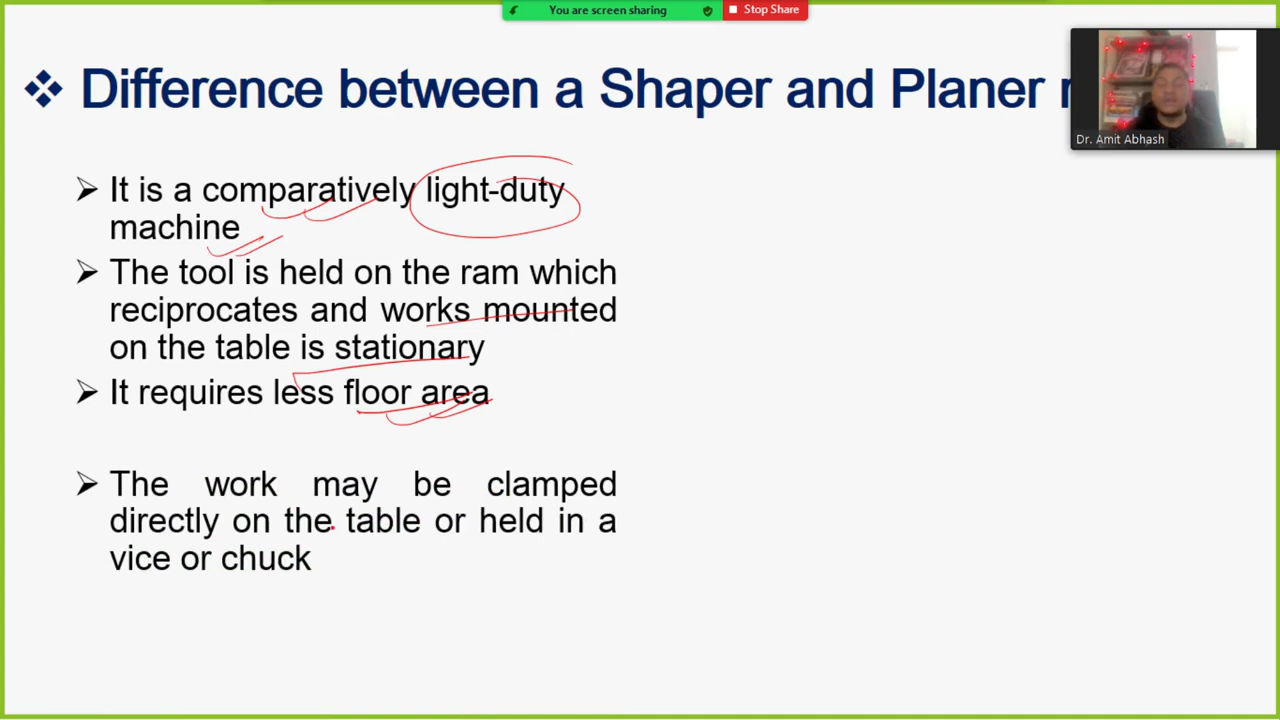 You are screen sharing
Stop Share
❖ Difference between a Shaper and Planer
Dr. Amit Abhash
➢ It is a comparatively light-duty
machine
➢ The tool is held on the ram which
reciprocates and works mounted
on the table is stationary
➢ It requires less floor area
➢ The work may be clamped
directly on the table or held in a
vice or chuck